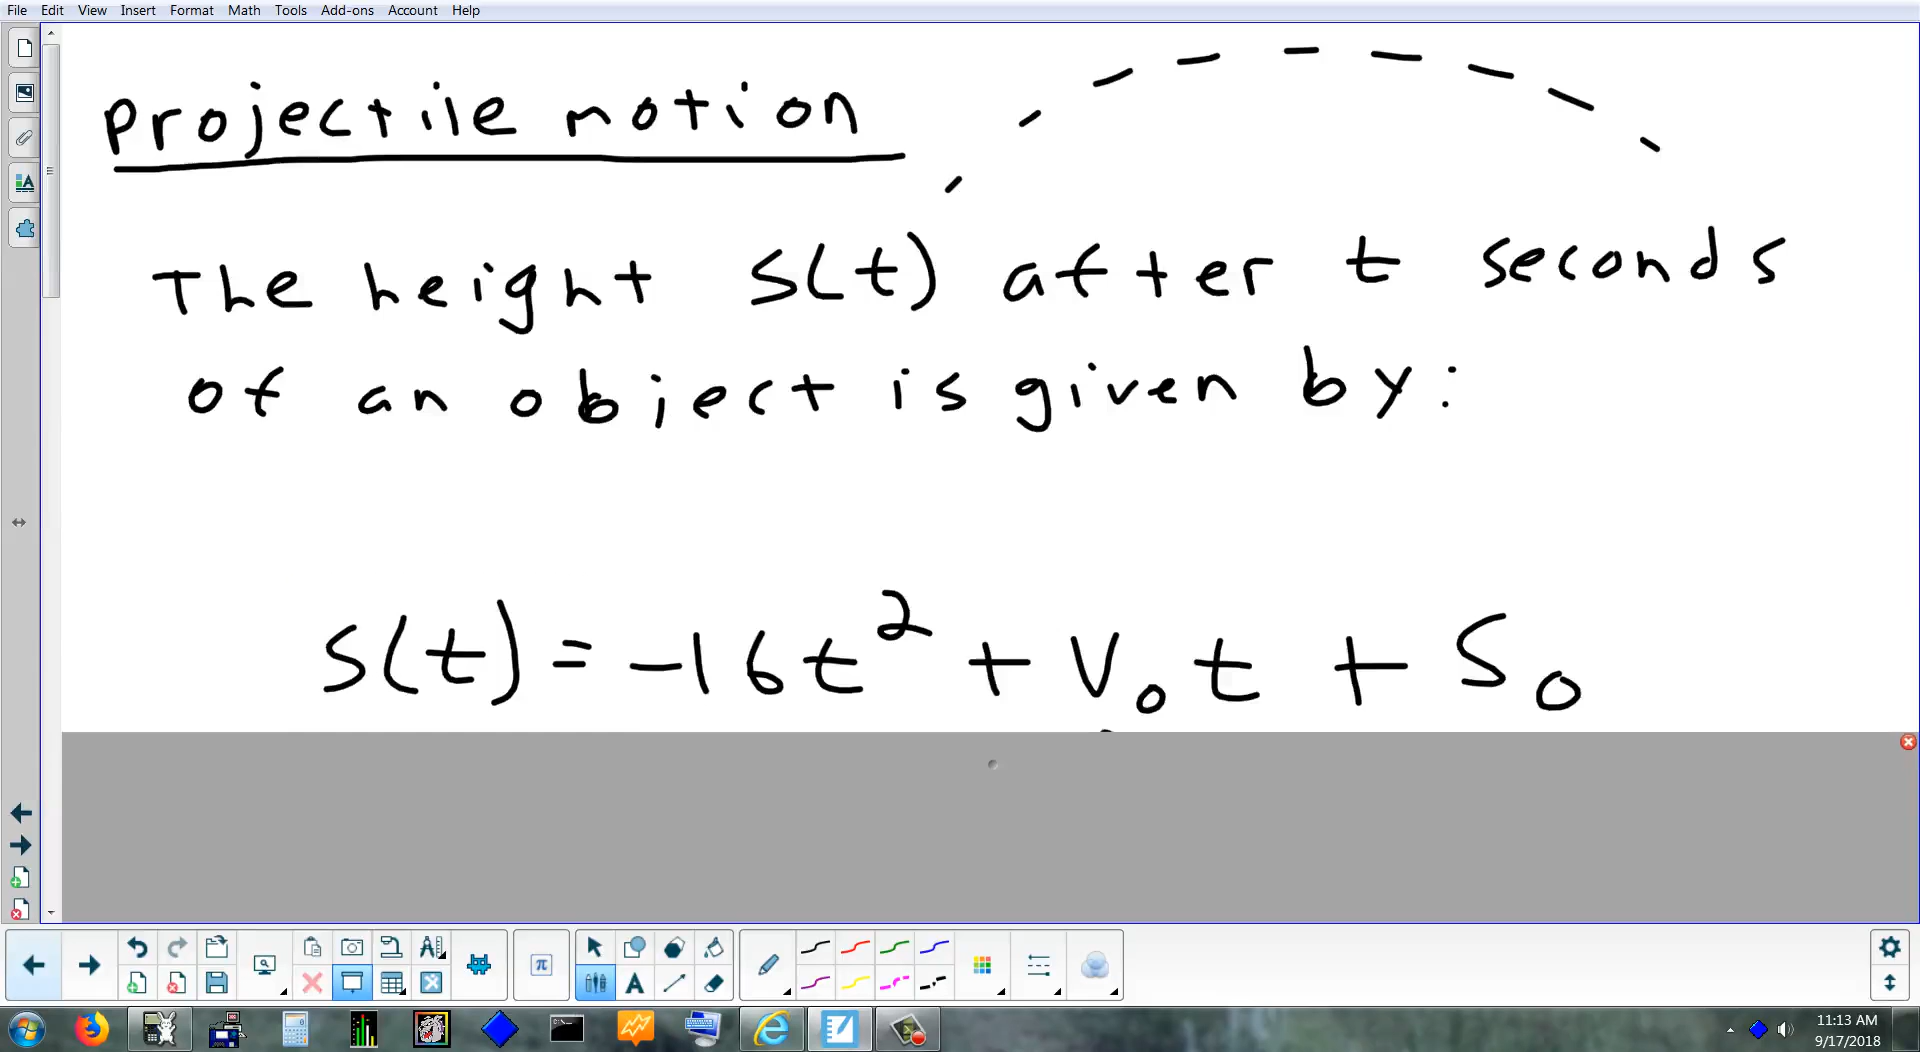 File Edit View Insert Format Math Tools Add-ons Account Help
projectile motion
The height s(t) after t seconds
of an object is given by:
s(t) = -16t² + V₀t + S₀
11:13 AM
9/17/2018